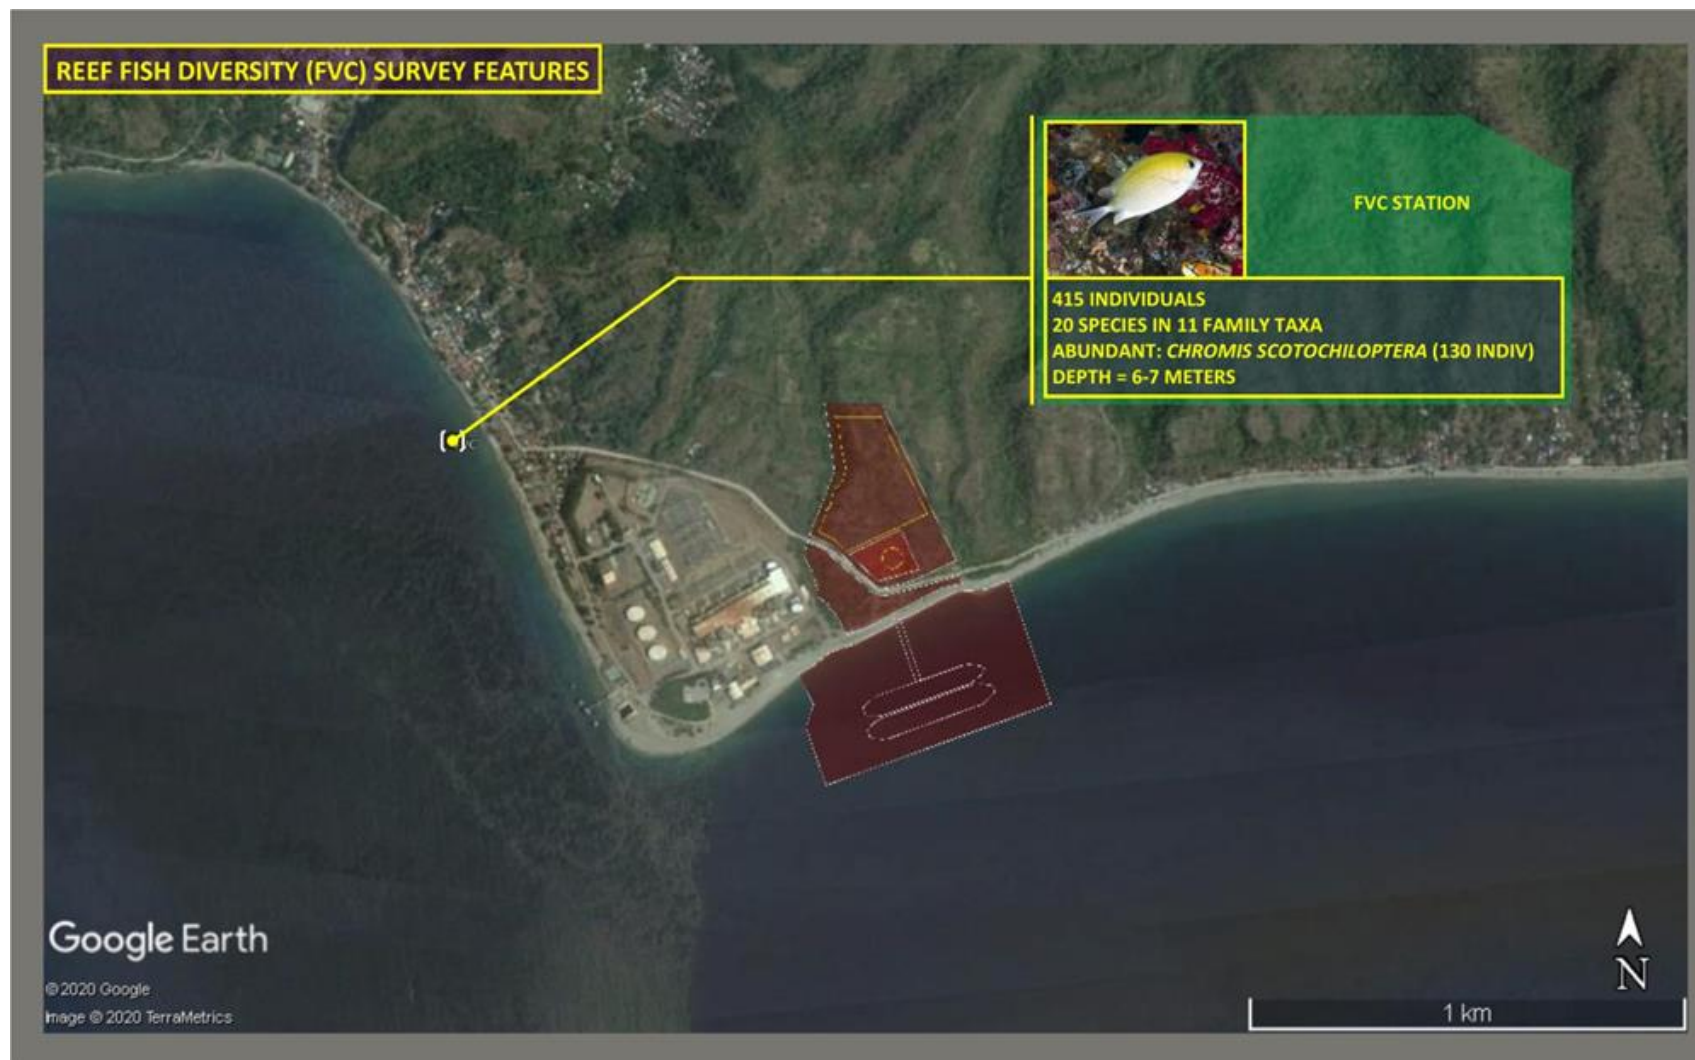 REEF FISH DIVERSITY (FVC) SURVEY FEATURES
FVC STATION
415 INDIVIDUALS
20 SPECIES IN 11 FAMILY TAXA
ABUNDANT: CHROMIS SCOTOCHILOPTERA (130 INDIV)
DEPTH = 6-7 METERS
Google Earth
© 2020 Google
Image © 2020 TerraMetrics
N
1 km